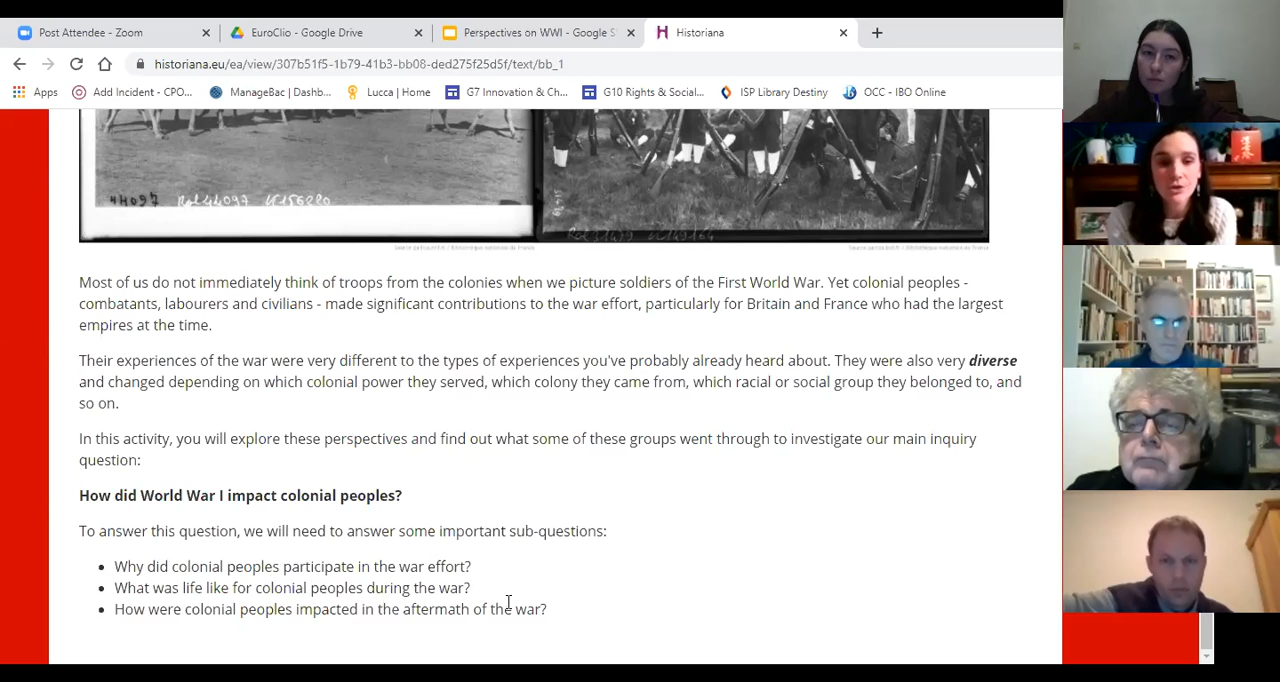 Post Attendee - Zoom
EuroClio - Google Drive
Perspectives on WWI - Google S
Historiana
historiana.eu/ea/view/307b51f5-1b79-41b3-bb08-ded275f25d5f/text/bb_1
Apps
Add Incident - CPO...
ManageBac | Dashb...
Lucca | Home
G7 Innovation & Ch...
G10 Rights & Social...
ISP Library Destiny
OCC - IBO Online
44097 Rol 44097
Most of us do not immediately think of troops from the colonies when we picture soldiers of the First World War. Yet colonial peoples -
combatants, labourers and civilians - made significant contributions to the war effort, particularly for Britain and France who had the largest
empires at the time.
Their experiences of the war were very different to the types of experiences you've probably already heard about. They were also very diverse
and changed depending on which colonial power they served, which colony they came from, which racial or social group they belonged to, and
so on.
In this activity, you will explore these perspectives and find out what some of these groups went through to investigate our main inquiry
question:
How did World War I impact colonial peoples?
To answer this question, we will need to answer some important sub-questions:
• Why did colonial peoples participate in the war effort?
• What was life like for colonial peoples during the war?
• How were colonial peoples impacted in the aftermath of the war?